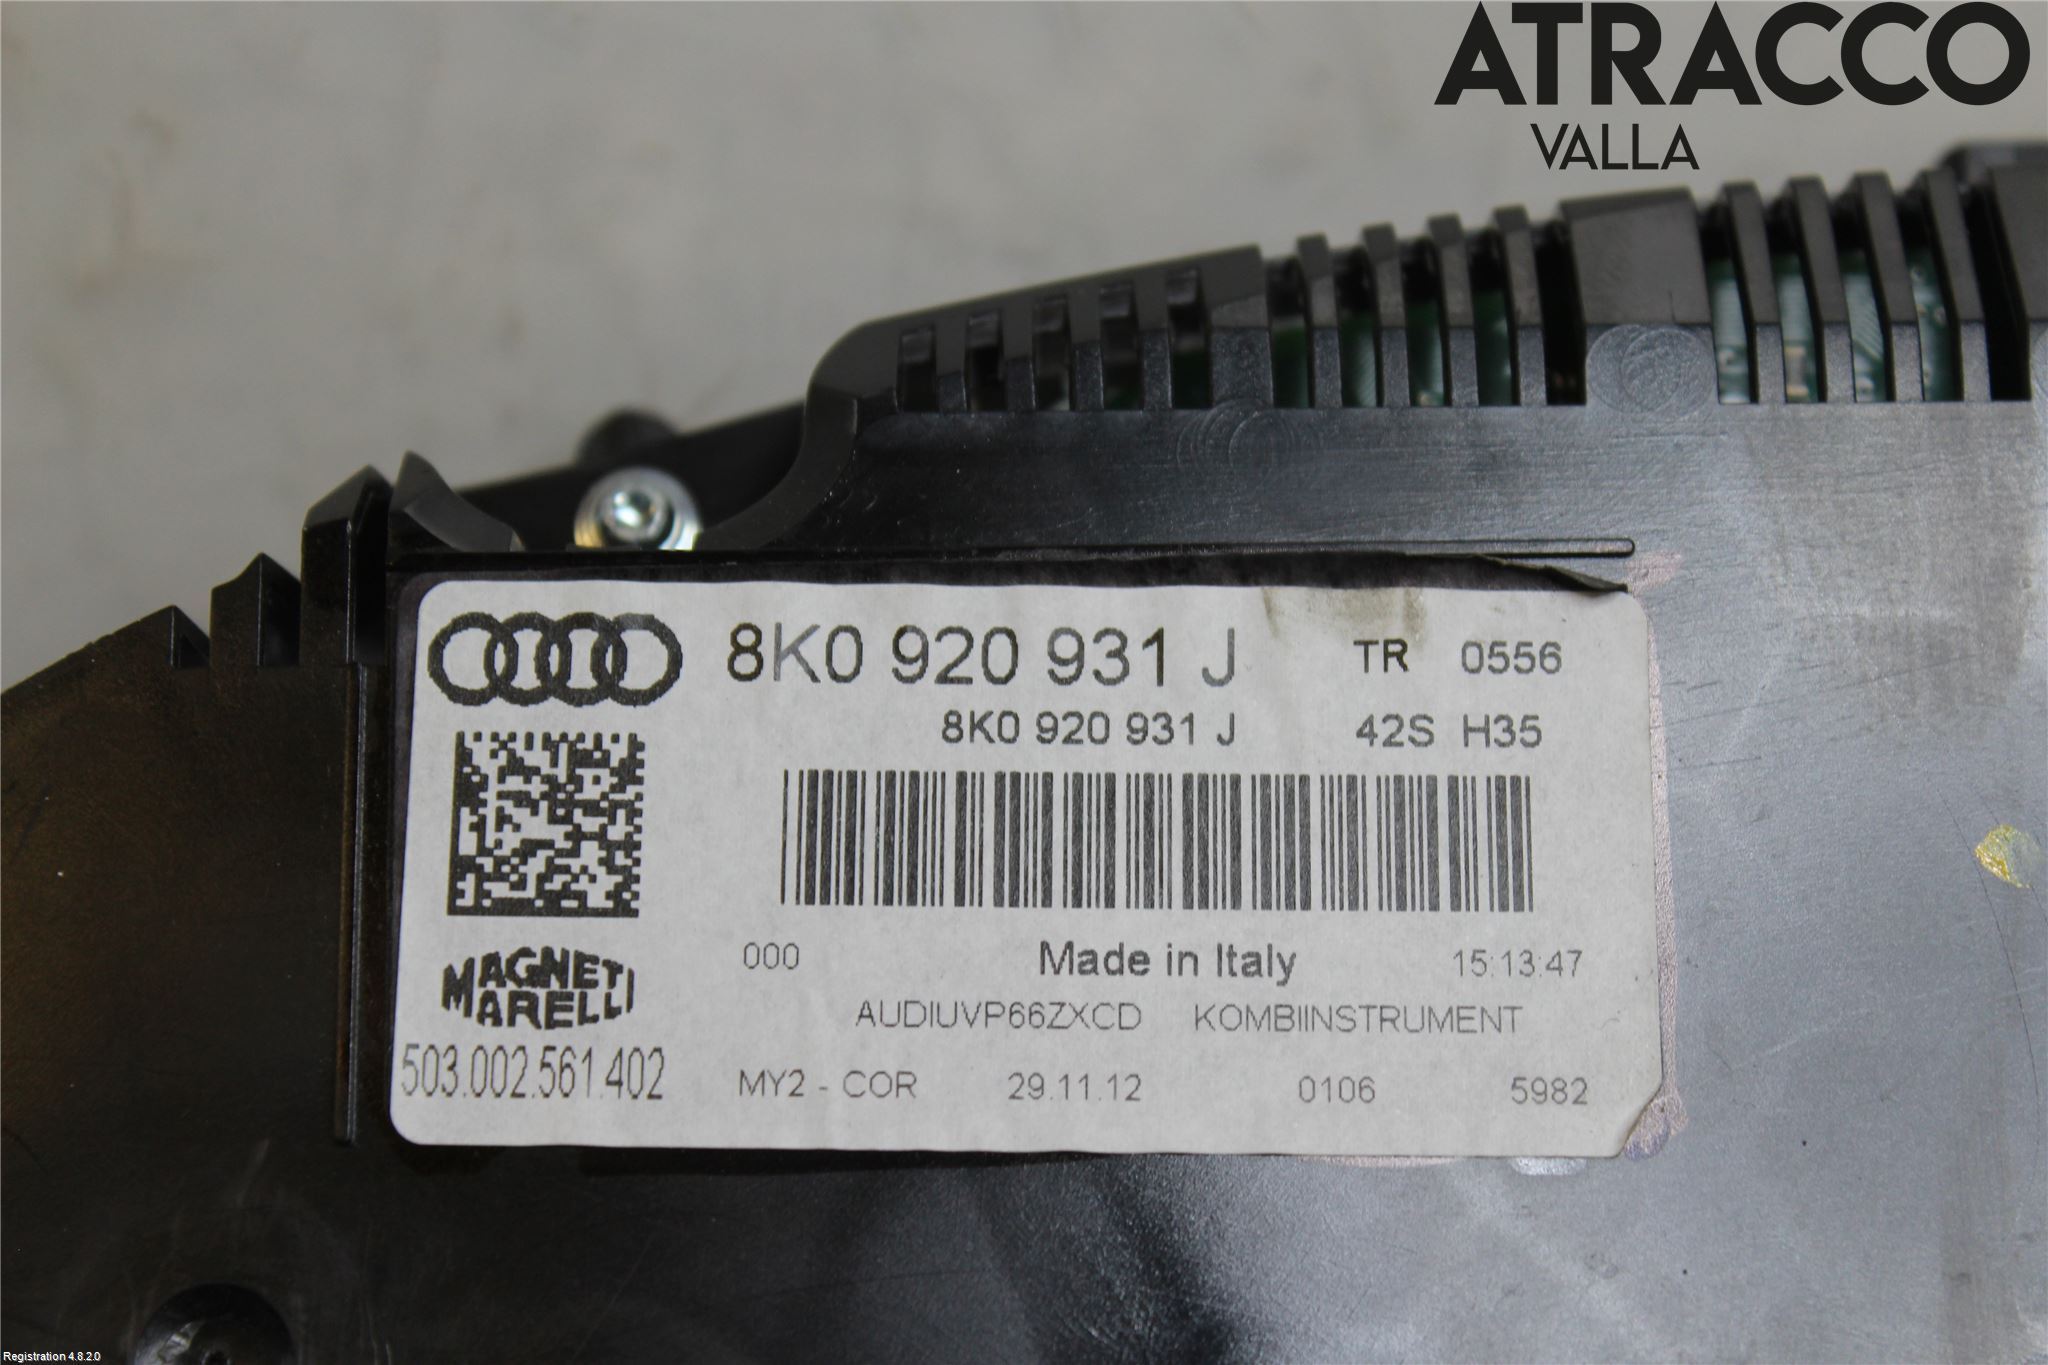 ATRACCO
VALLA
8K0 920 931 J TR 0556
8K0 920 931 J 42S H35
MAGNETI
MARELLI
000 Made in Italy 15:13:47
AUDIUVP66ZXCD KOMBIINSTRUMENT
503.002.561.402 MY2 - COR 29.11.12 0106 5982
Registration 4.8.2.0